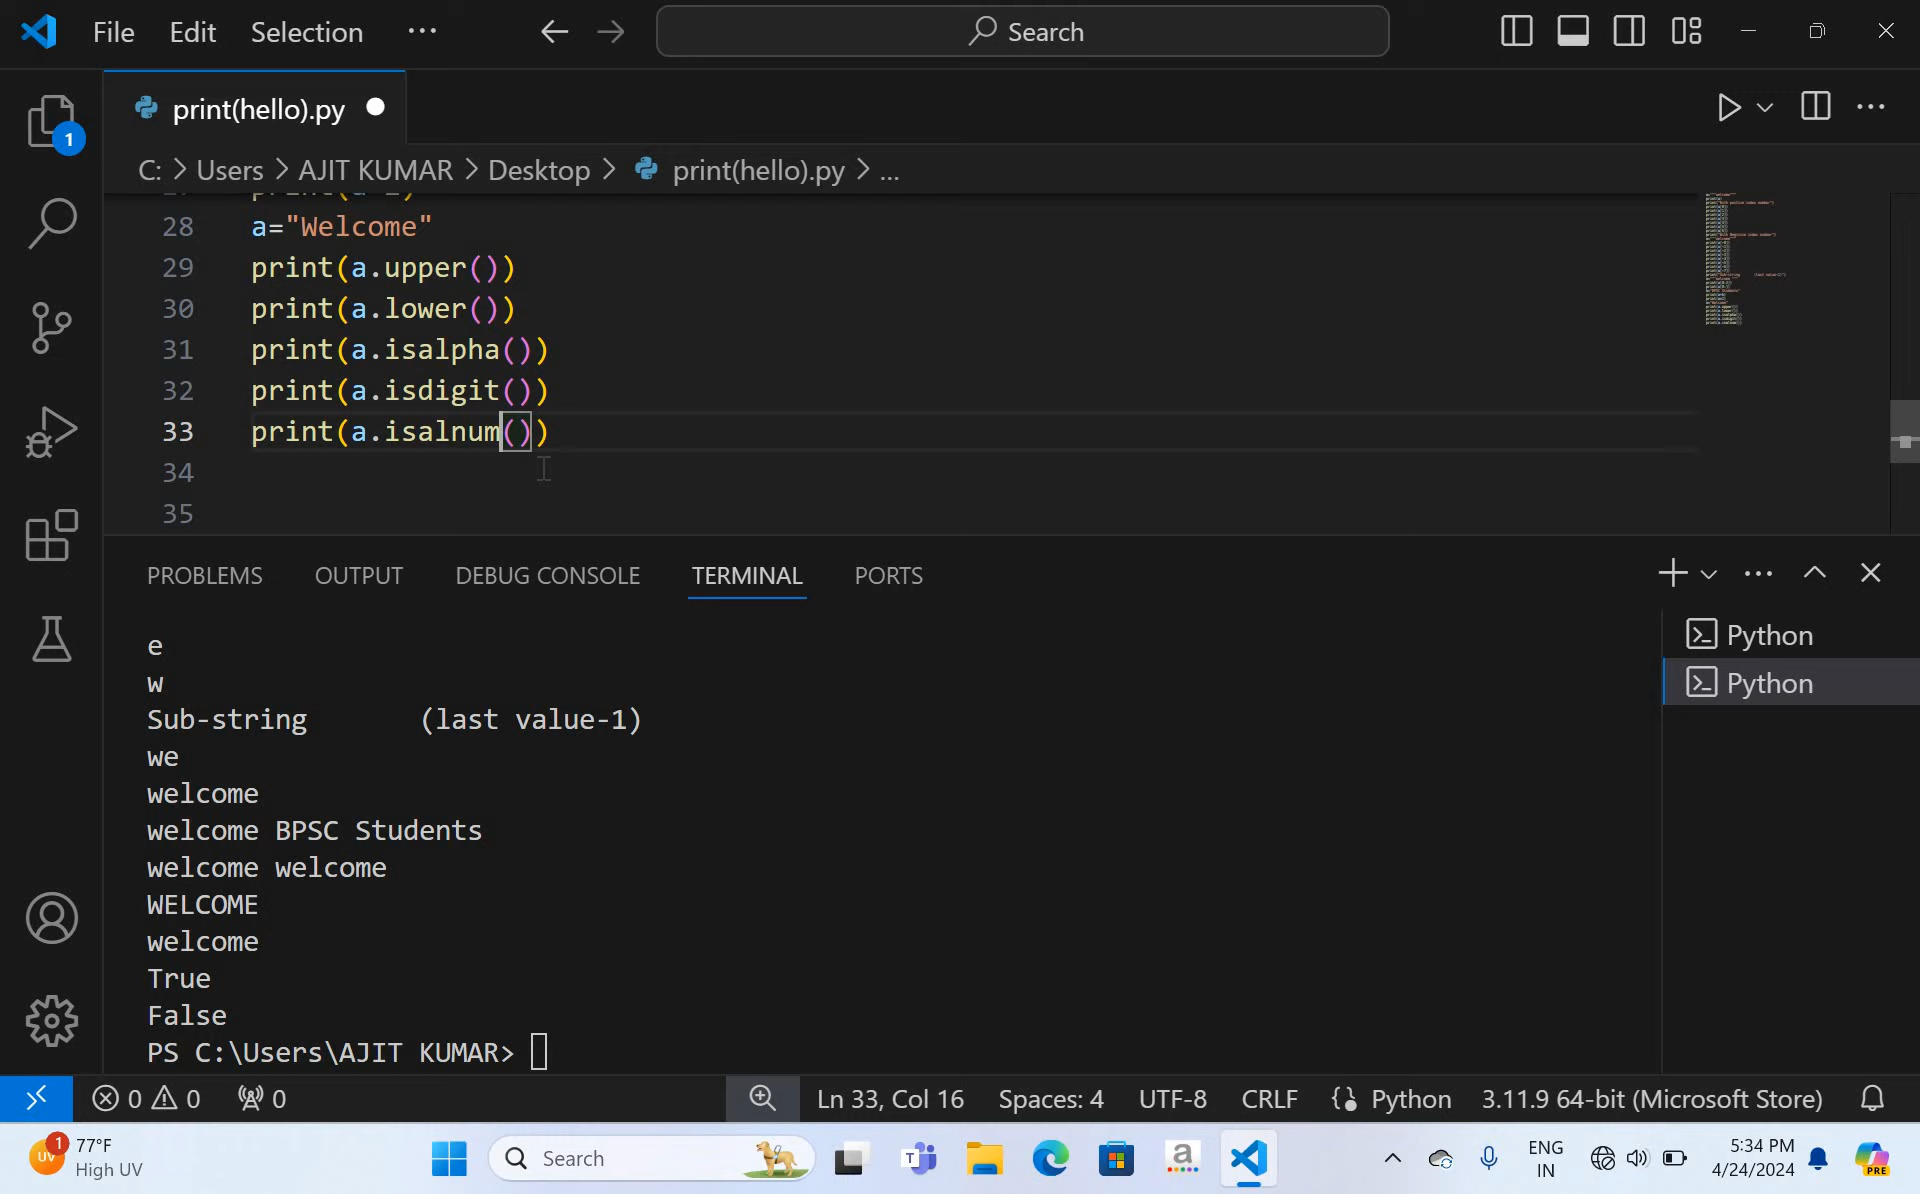 File Edit Selection ··· Search
print(hello).py
1
C: > Users > AJIT KUMAR > Desktop > print(hello).py > ...
28 a="Welcome"
29 print(a.upper())
30 print(a.lower())
31 print(a.isalpha())
32 print(a.isdigit())
33 print(a.isalnum())
34
35
PROBLEMS OUTPUT DEBUG CONSOLE TERMINAL PORTS
Python
Python
e
w
Sub-string       (last value-1)
we
welcome
welcome BPSC Students
welcome welcome
WELCOME
welcome
True
False
PS C:\Users\AJIT KUMAR>
0 0 0 Ln 33, Col 16 Spaces: 4 UTF-8 CRLF Python 3.11.9 64-bit (Microsoft Store)
UV 1 77°F
High UV
Search
ENG
IN
5:34 PM
4/24/2024
PRE